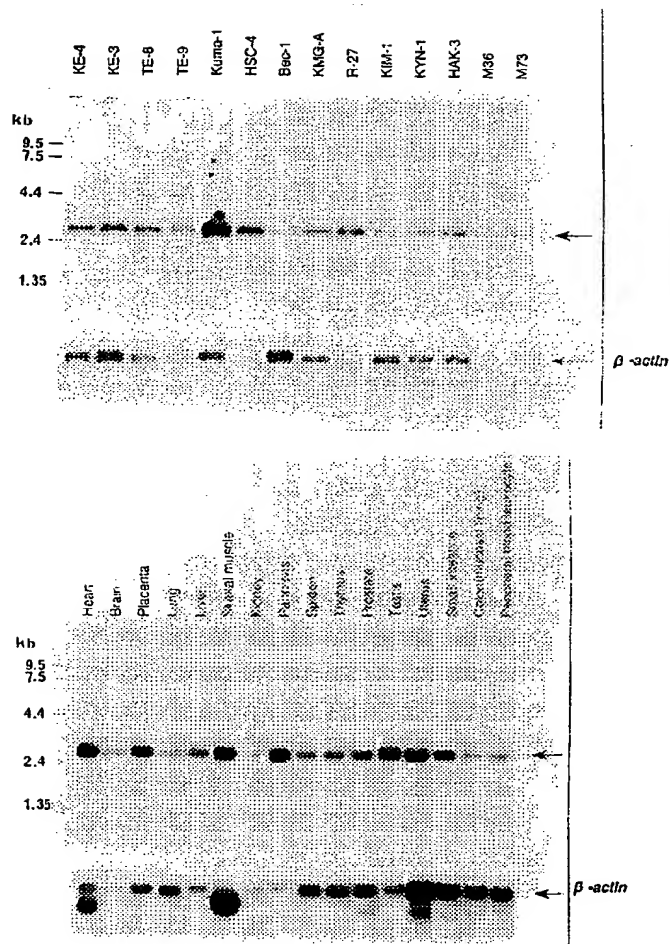 KE-4 KE-3 TE-8 TE-9 Kuma-1 HSC-4 Bec-1 KMG-A R-27 KIM-1 KYN-1 HAK-3 M36 M73
kb
9.5
7.5
4.4
2.4
1.35
β-actin
Heart Brain Placenta Lung Liver Skeletal muscle Kidney Pancreas Spleen Thymus Prostate Testis Uterus Small intestine Peripheral blood leukocyte
kb
9.5
7.5
4.4
2.4
1.35
β-actin